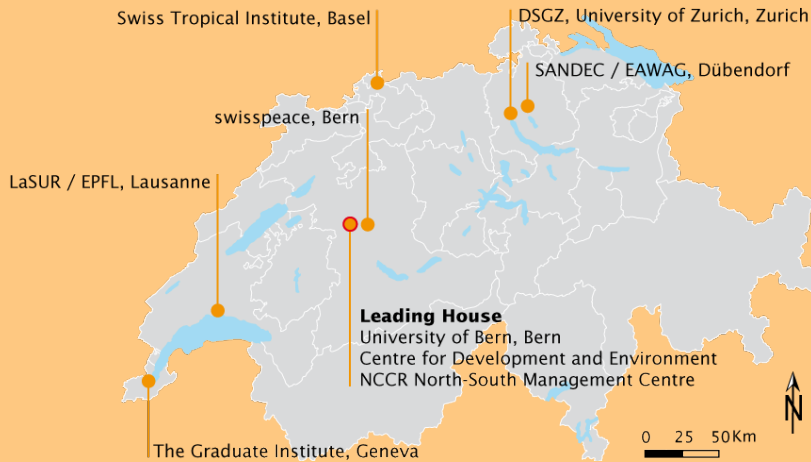 Swiss Tropical Institute, Basel
DSGZ, University of Zurich, Zurich
SANDEC / EAWAG, Dübendorf
swisspeace, Bern
LaSUR / EPFL, Lausanne
Leading House
University of Bern, Bern
Centre for Development and Environment
NCCR North-South Management Centre
The Graduate Institute, Geneva
N
0 25 50Km